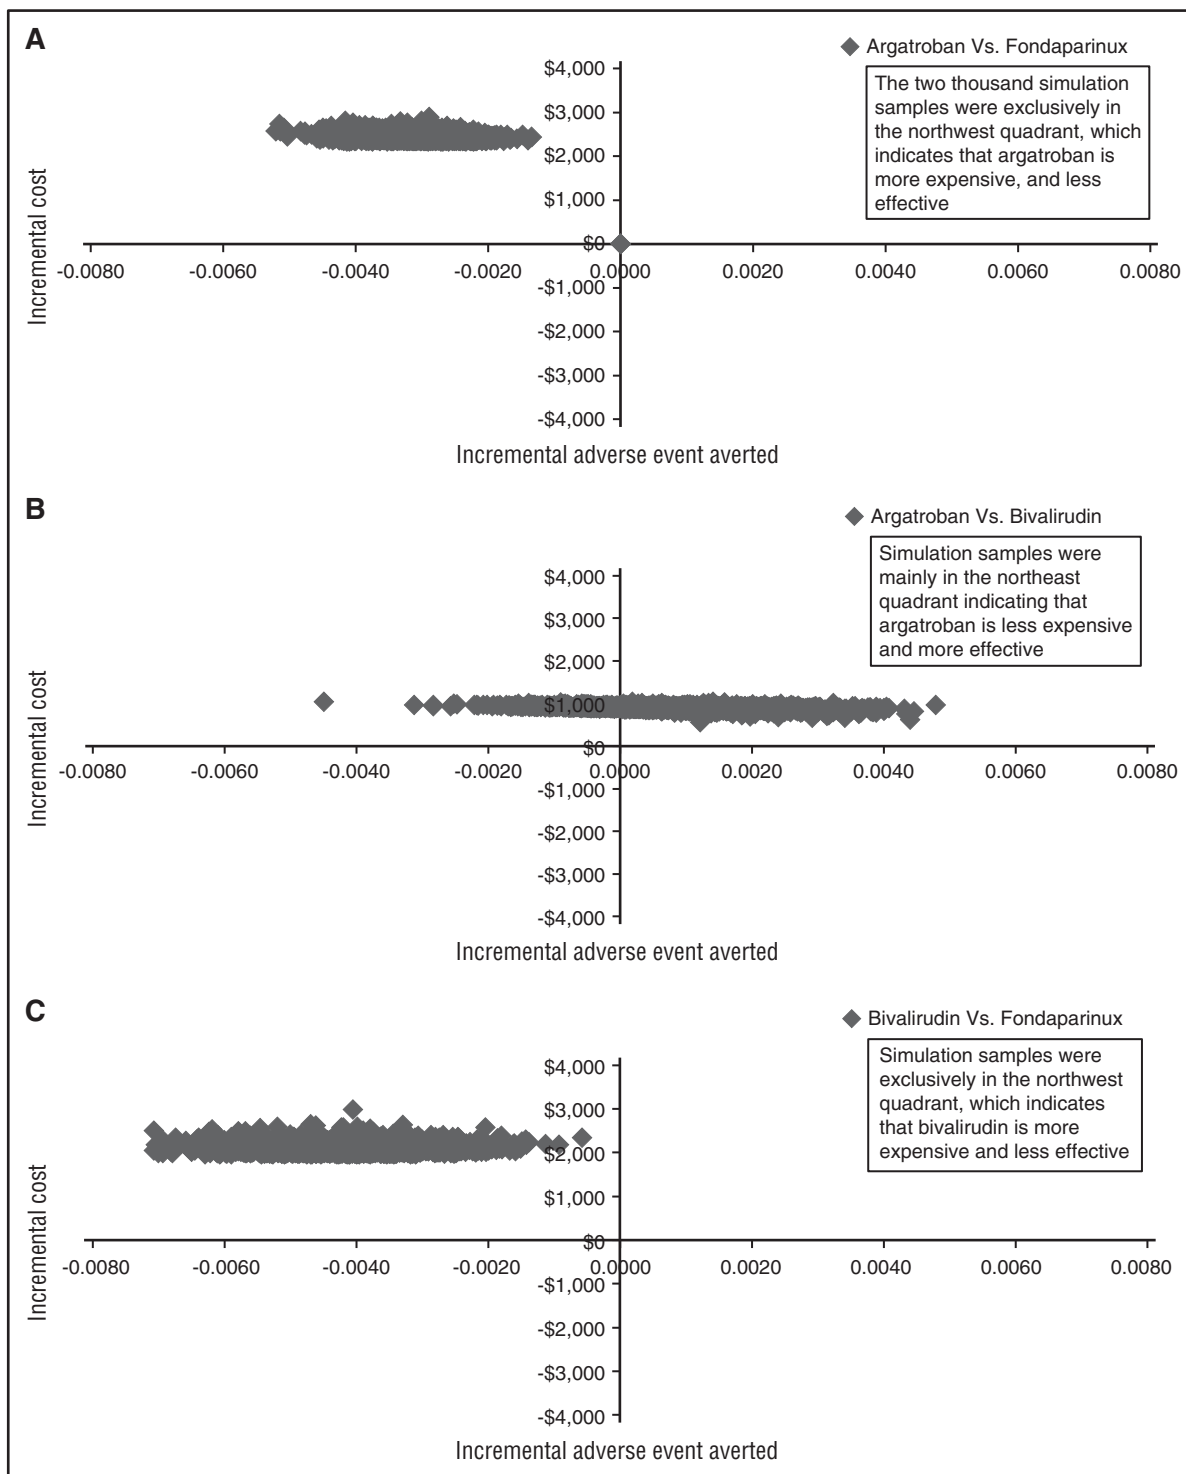 A
Argatroban Vs. Fondaparinux
The two thousand simulation
samples were exclusively in
the northwest quadrant, which
indicates that argatroban is
more expensive, and less
effective
Incremental cost
$4,000
$3,000
$2,000
$1,000
$0
-$1,000
-$2,000
-$3,000
-$4,000
-0.0080 -0.0060 -0.0040 -0.0020 0.0000 0.0020 0.0040 0.0060 0.0080
Incremental adverse event averted
B
Argatroban Vs. Bivalirudin
Simulation samples were
mainly in the northeast
quadrant indicating that
argatroban is less expensive
and more effective
Incremental cost
$4,000
$3,000
$2,000
$1,000
$0
-$1,000
-$2,000
-$3,000
-$4,000
-0.0080 -0.0060 -0.0040 -0.0020 0.0000 0.0020 0.0040 0.0060 0.0080
Incremental adverse event averted
C
Bivalirudin Vs. Fondaparinux
Simulation samples were
exclusively in the northwest
quadrant, which indicates
that bivalirudin is more
expensive and less effective
Incremental cost
$4,000
$3,000
$2,000
$1,000
$0
-$1,000
-$2,000
-$3,000
-$4,000
-0.0080 -0.0060 -0.0040 -0.0020 0.0000 0.0020 0.0040 0.0060 0.0080
Incremental adverse event averted